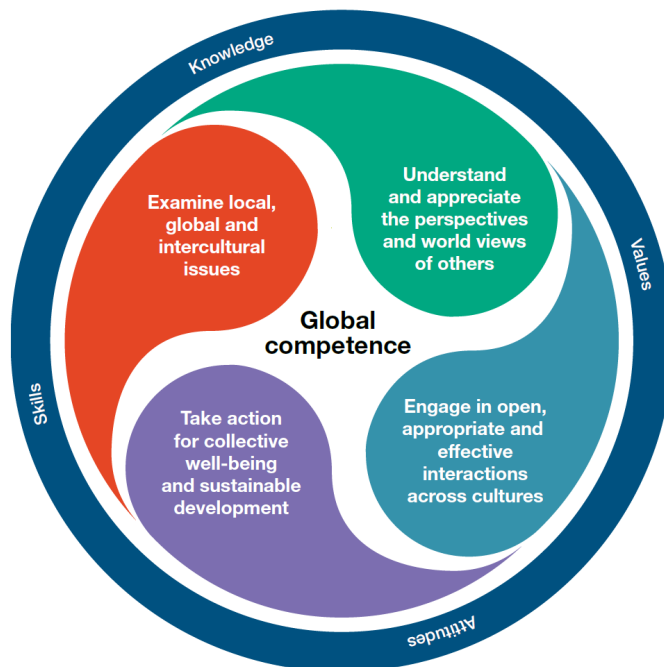 Knowledge
Values
Attitudes
Skills
Examine local,
global and
intercultural
issues
Understand
and appreciate
the perspectives
and world views
of others
Global
competence
Take action
for collective
well-being
and sustainable
development
Engage in open,
appropriate and
effective
interactions
across cultures